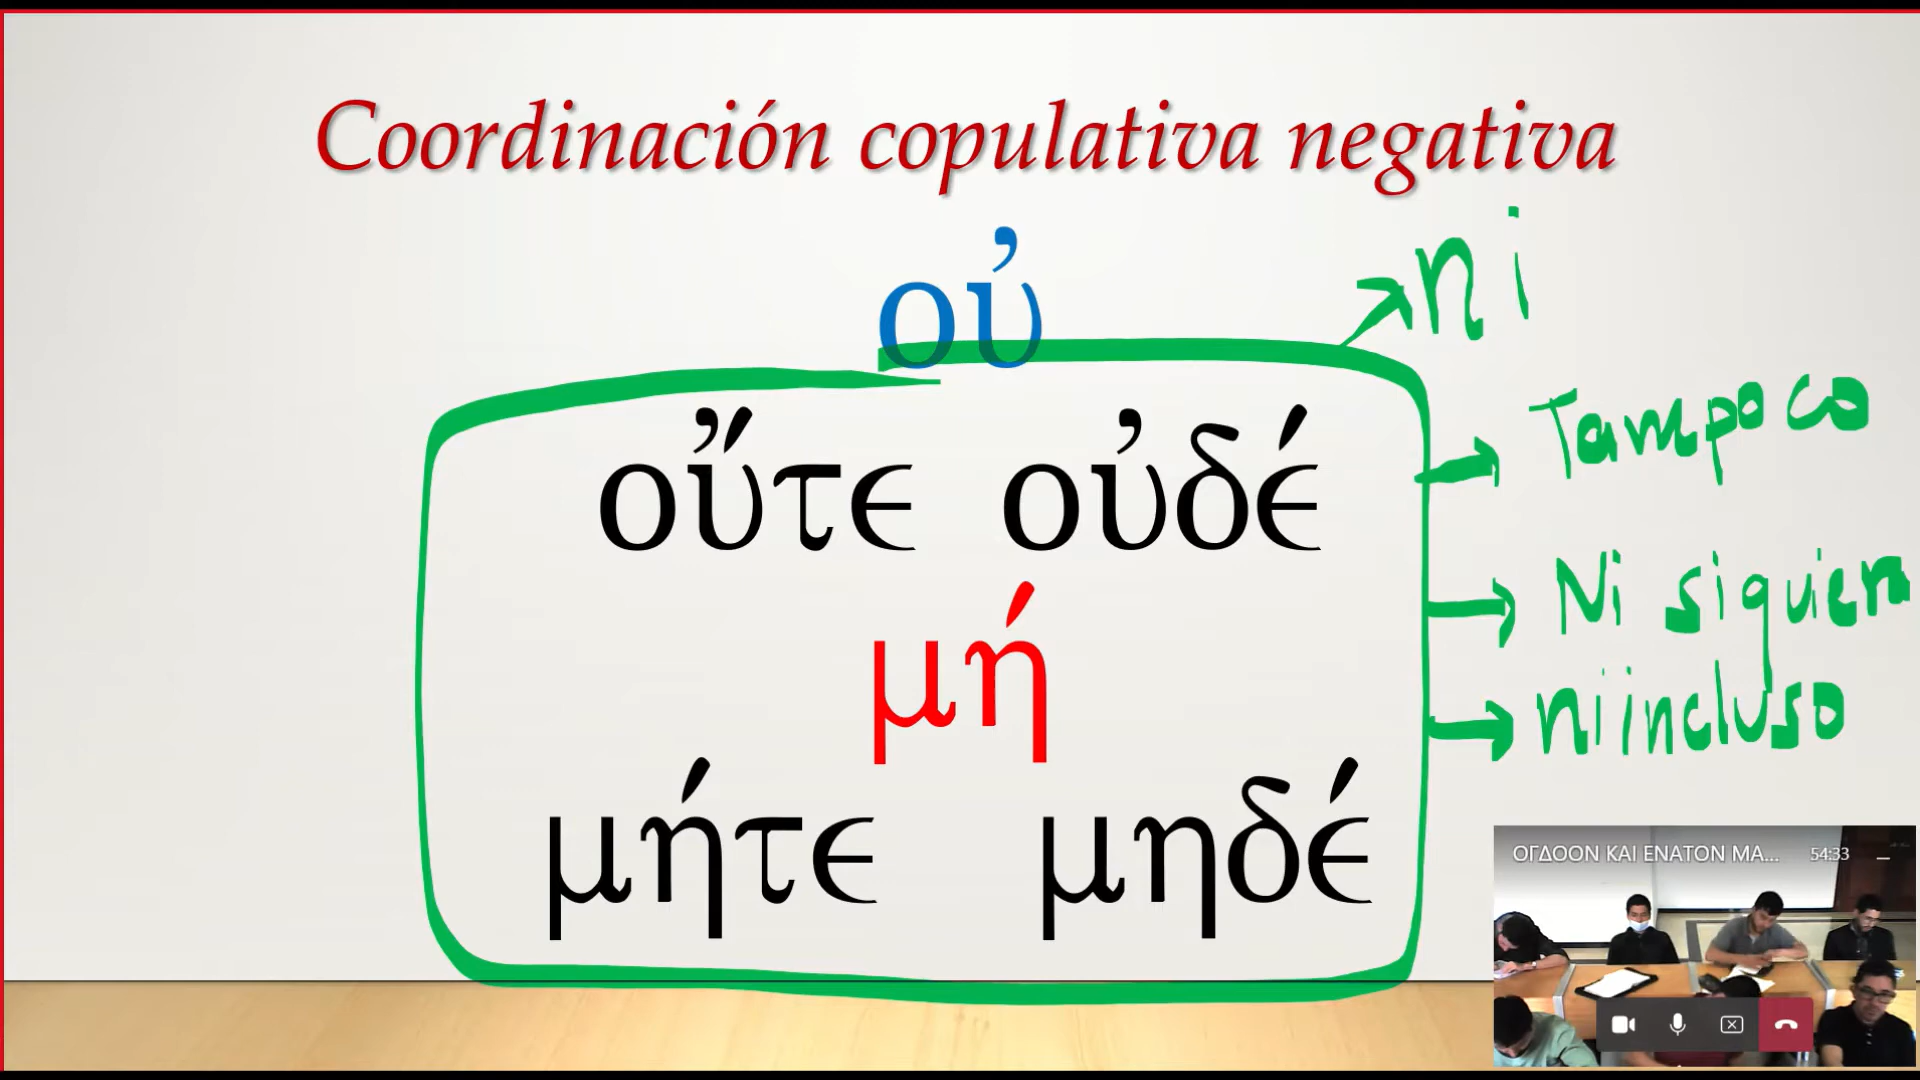 Coordinación copulativa negativa
οὐ
ni
οὔτε οὐδέ
Tampoco
μή
Ni siquiera
ni incluso
μήτε μηδέ
ΟΓΔΟΟΝ ΚΑΙ ΕΝΑΤΟΝ ΜΑ... 54:33